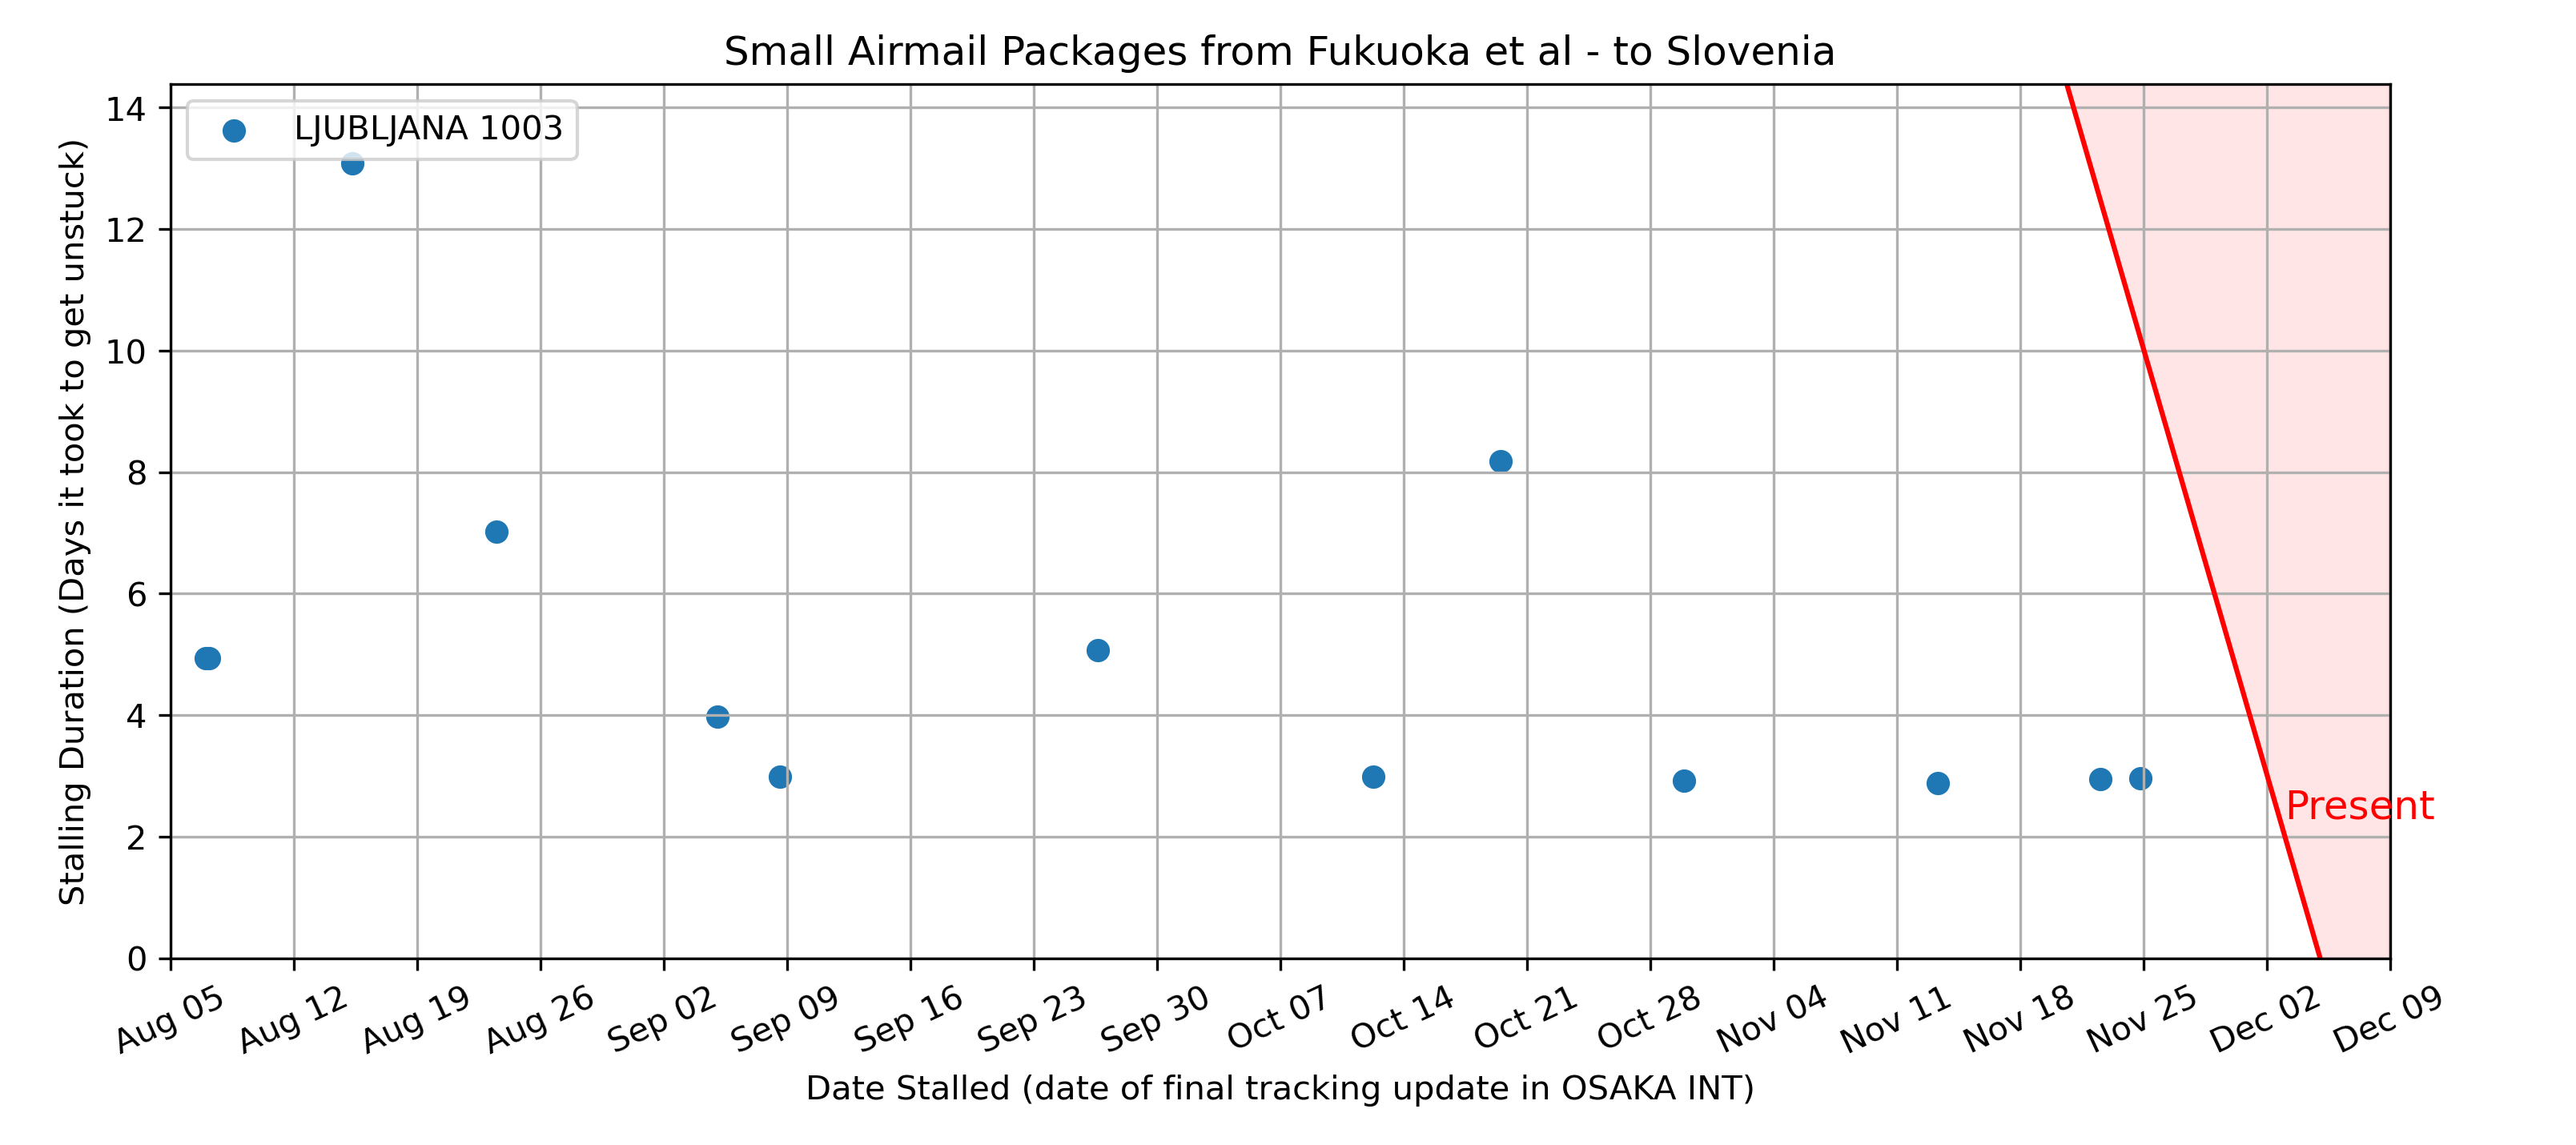 Small Airmail Packages from Fukuoka et al - to Slovenia
LJUBLJANA 1003
Stalling Duration (Days it took to get unstuck)
14
12
10
8
6
4
2
0
Present
Aug 05
Aug 12
Aug 19
Aug 26
Sep 02
Sep 09
Sep 16
Sep 23
Sep 30
Oct 07
Oct 14
Oct 21
Oct 28
Nov 04
Nov 11
Nov 18
Nov 25
Dec 02
Dec 09
Date Stalled (date of final tracking update in OSAKA INT)